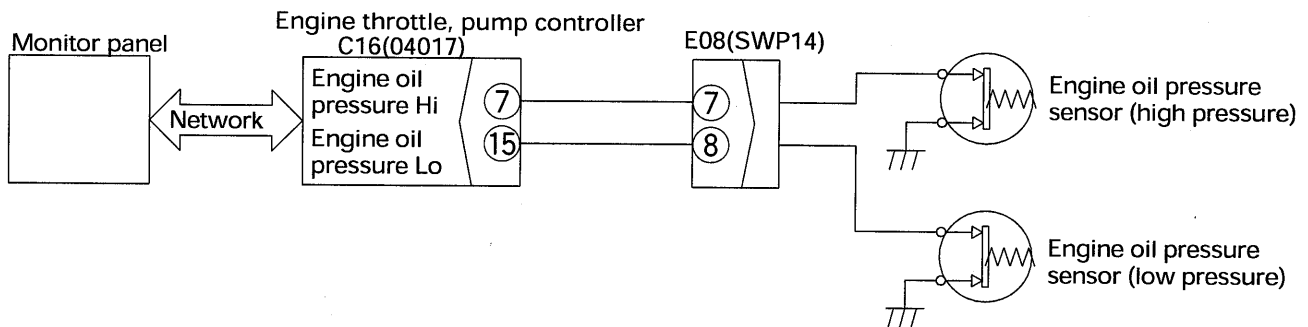 Engine throttle, pump controller
Monitor panel
C16(04017)
E08(SWP14)
Engine oil
pressure Hi
7
7
Engine oil pressure
sensor (high pressure)
Network
Engine oil
pressure Lo
15
8
Engine oil pressure
sensor (low pressure)